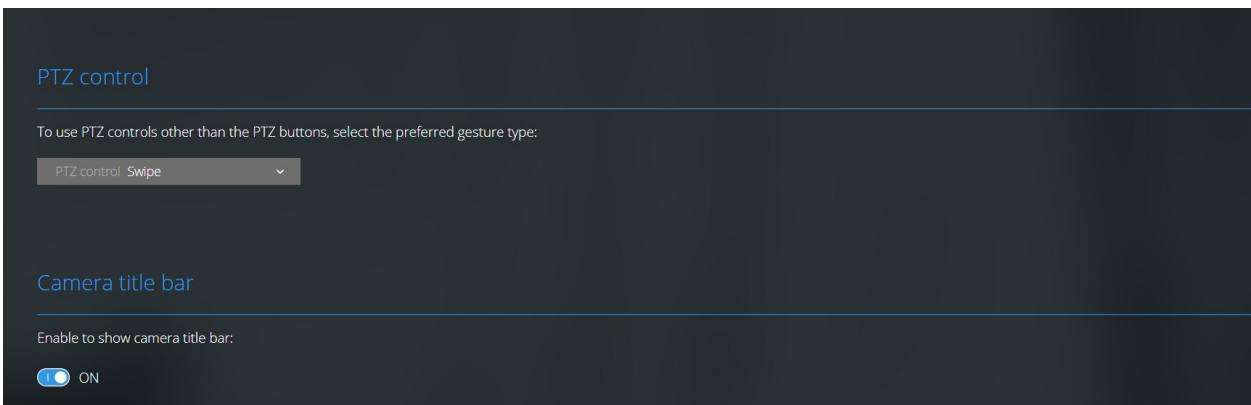 PTZ control
To use PTZ controls other than the PTZ buttons, select the preferred gesture type:
PTZ control Swipe
Camera title bar
Enable to show camera title bar:
ON